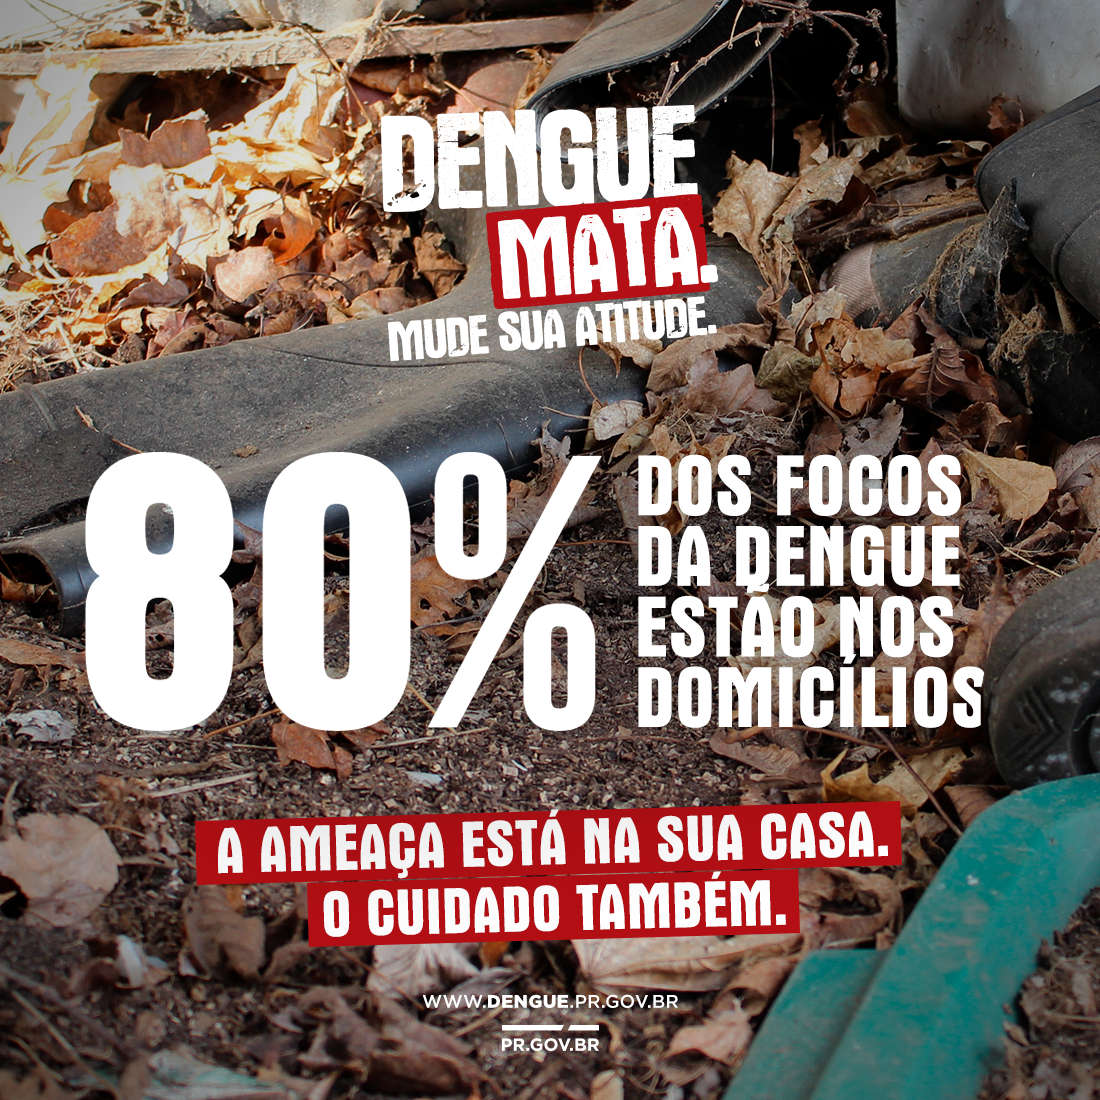 DENGUE
MATA.
MUDE SUA ATITUDE.
80%
DOS FOCOS
DA DENGUE
ESTÃO NOS
DOMICÍLIOS
A AMEAÇA ESTÁ NA SUA CASA.
O CUIDADO TAMBÉM.
WWW.DENGUE.PR.GOV.BR
PR.GOV.BR